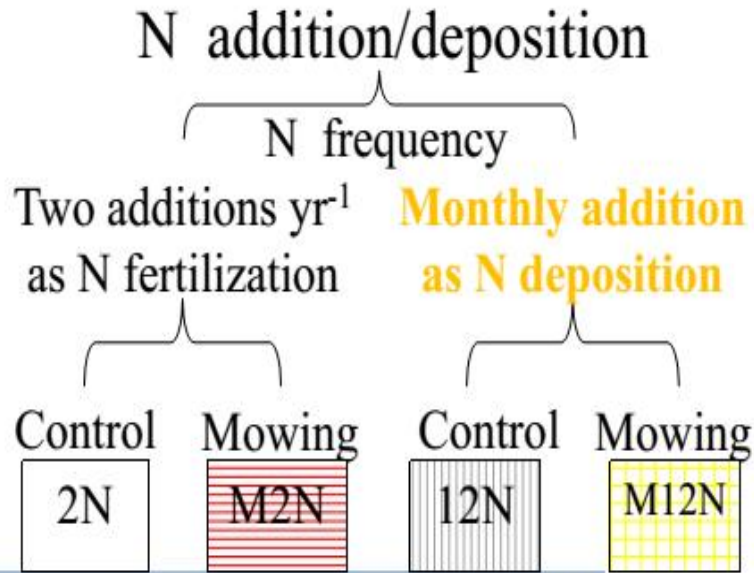 N addition/deposition
N frequency
Two additions yr⁻¹
as N fertilization
Monthly addition
as N deposition
Control Mowing Control Mowing
2N M2N 12N M12N